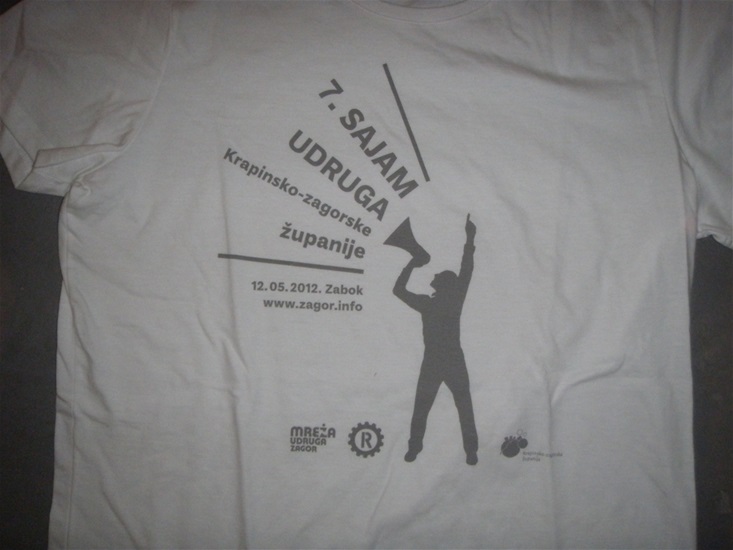 7. SAJAM
UDRUGA
Krapinsko-zagorske
županije
12.05.2012. Zabok
www.zagor.info
MREŽA
UDRUGA
ZAGOR
R